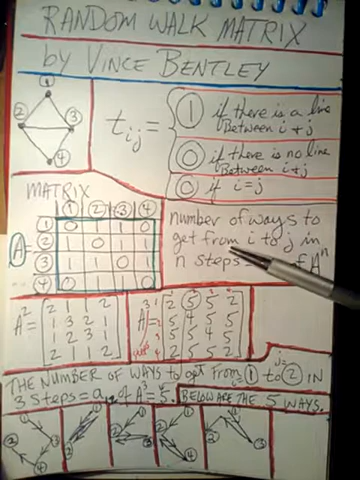 RANDOM WALK MATRIX
by VINCE BENTLEY
1
2 3
4
tij =
1 if there is a line
Between i & j
0 if there is no line
Between i & j
0 if i = j
MATRIX
1 2 3 4
A =
1 0 1 1 0
2 1 0 1 1
3 1 1 0 1
4 0 1 1 0
number of ways to
get from i to j in
n steps = of Aⁿ
A² =
2 1 1 2
1 3 2 1
1 2 3 1
2 1 1 2
A³ =
2 5 5 2
5 4 5 5
5 5 4 5
2 5 5 2
THE NUMBER OF WAYS TO get FROM i= 1 to j= 2 IN
3 STEPS = a₁₂ of A³ = 5. BELOW ARE THE 5 WAYS.